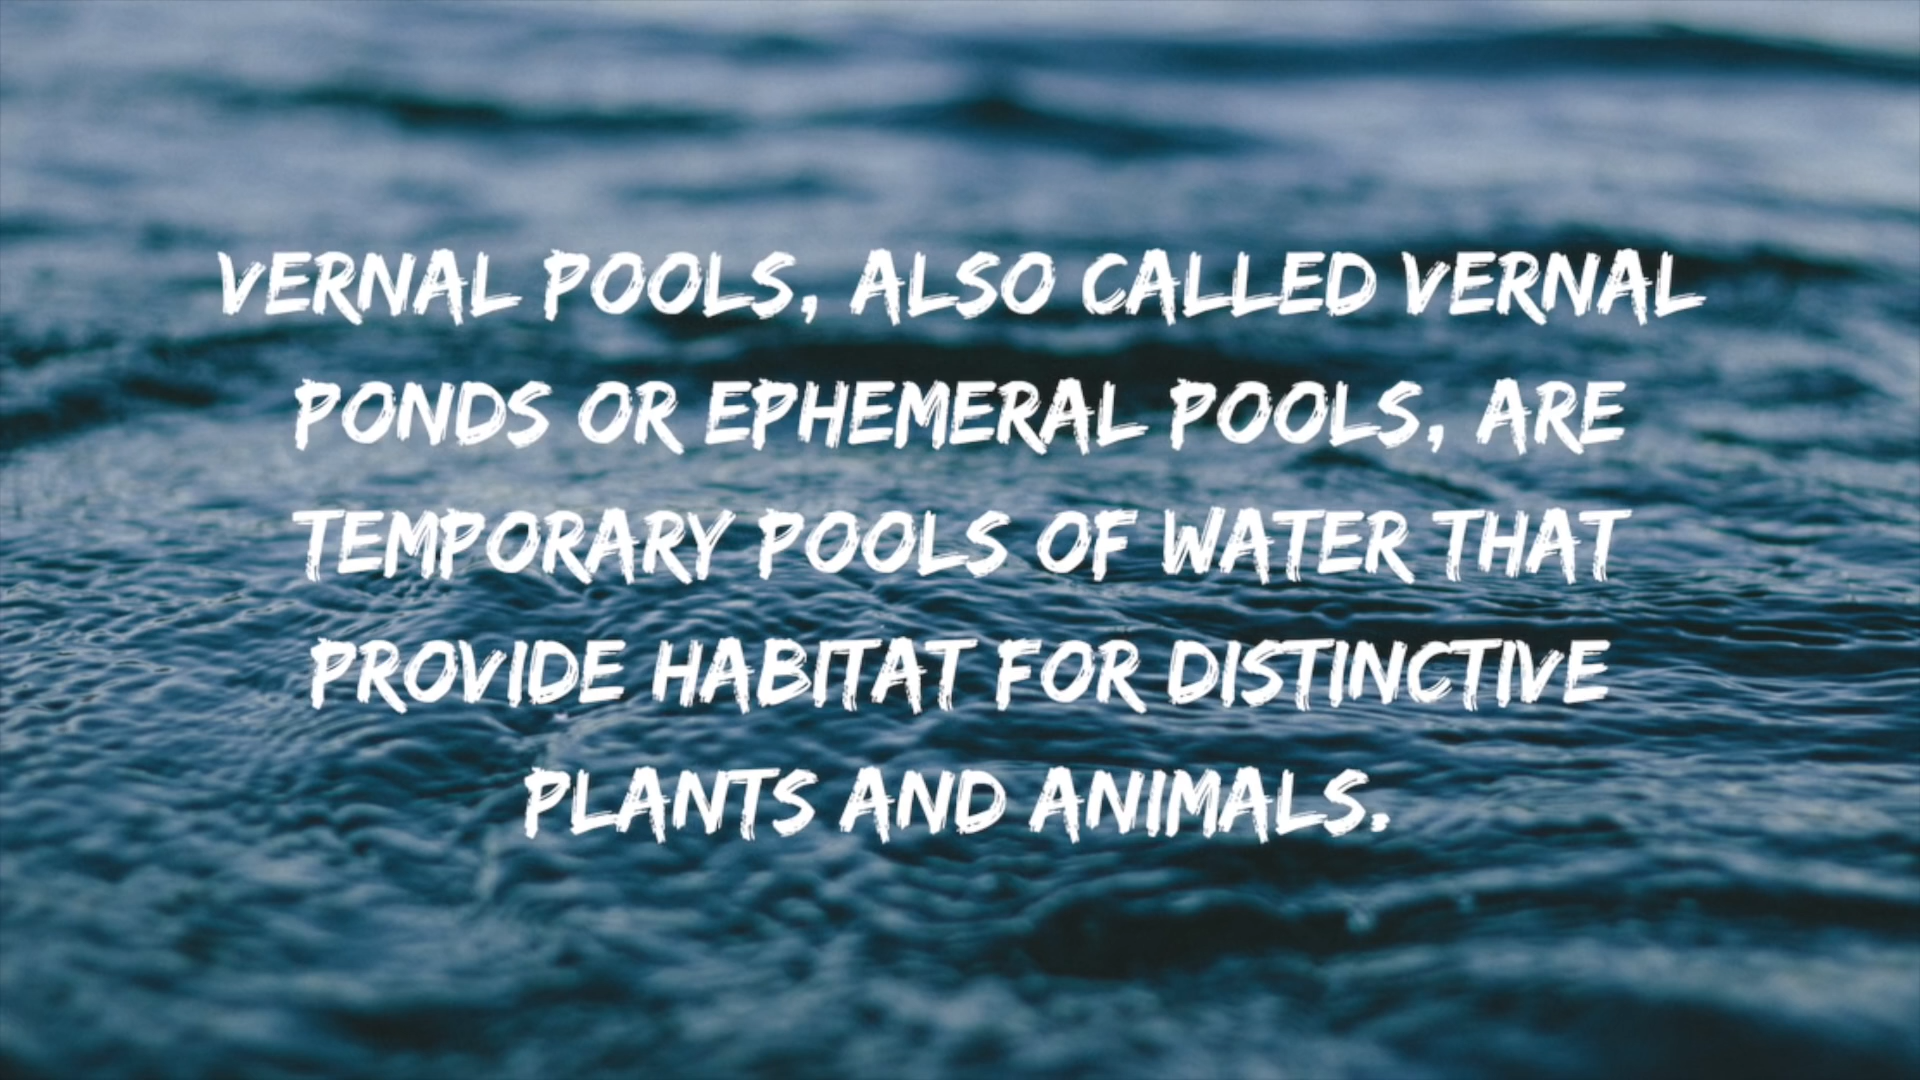 VERNAL POOLS, ALSO CALLED VERNAL
PONDS OR EPHEMERAL POOLS, ARE
TEMPORARY POOLS OF WATER THAT
PROVIDE HABITAT FOR DISTINCTIVE
PLANTS AND ANIMALS.